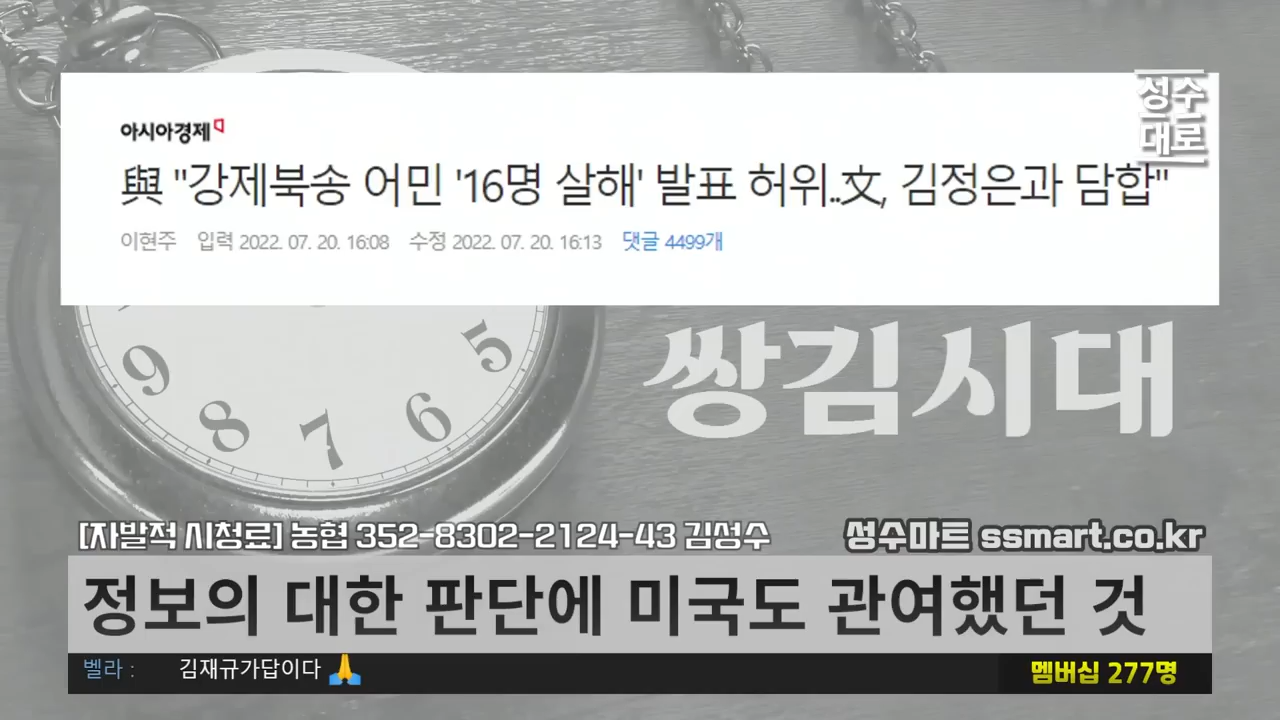 성수
대로
아시아경제
與 "강제북송 어민 '16명 살해' 발표 허위..文, 김정은과 담합"
이현주 입력 2022. 07. 20. 16:08 수정 2022. 07. 20. 16:13 댓글 4499개
9
8
7
6
5
쌍김시대
[자발적 시청료] 농협 352-8302-2124-43 김성수
성수마트 ssmart.co.kr
정보의 대한 판단에 미국도 관여했던 것
벨라 : 김재규가답이다 🙏
멤버십 277명